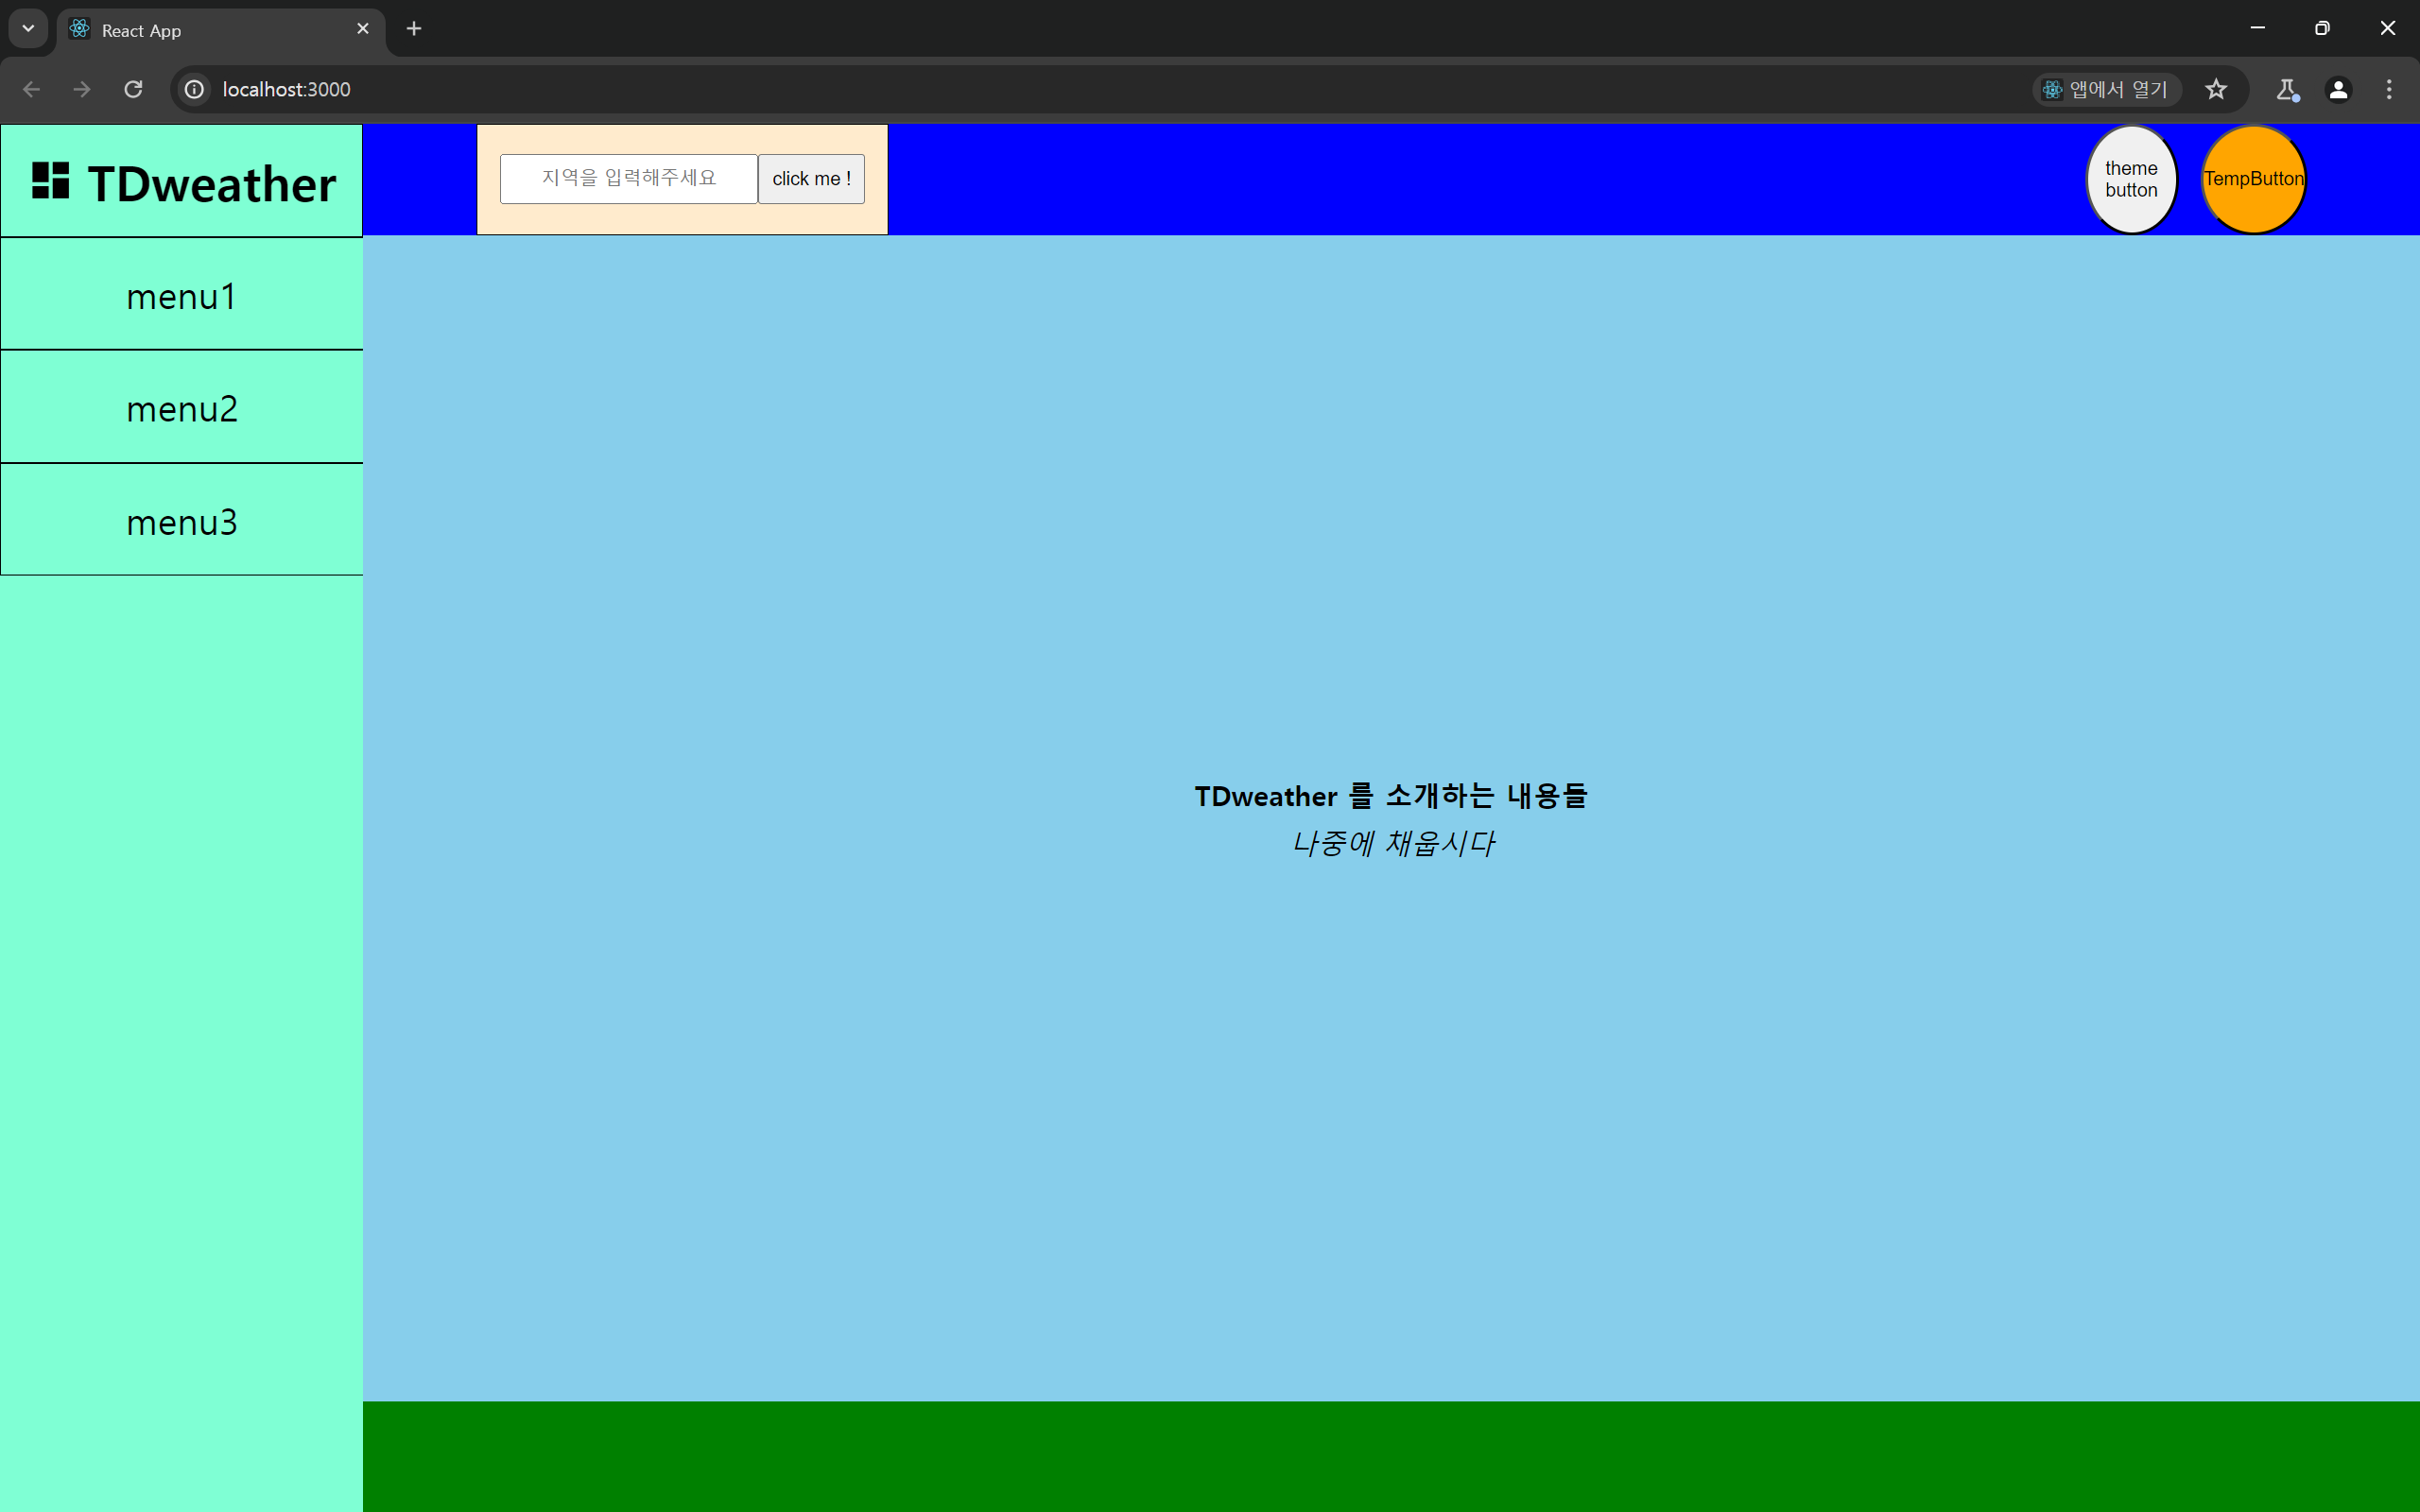 React App
localhost:3000
앱에서 열기
TDweather
지역을 입력해주세요
click me !
theme
button
TempButton
menu1
menu2
menu3
TDweather 를 소개하는 내용들
나중에 채웁시다